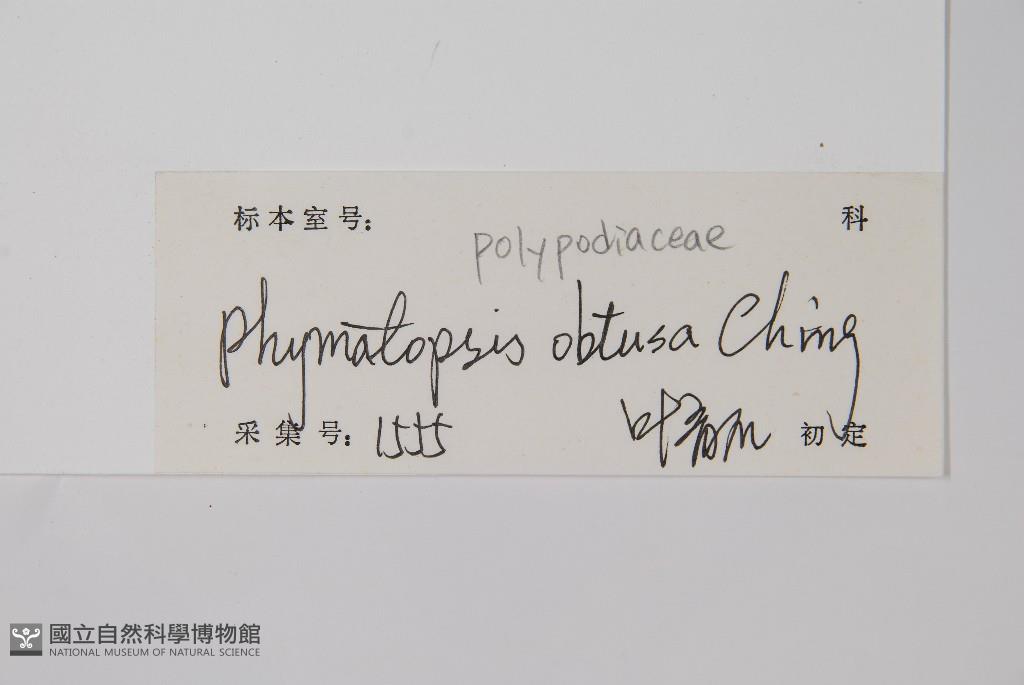 标本室号: 科
polypodiaceae
Phymatopsis obtusa Ching
采集号: 1555 叶 初定
國立自然科學博物館
NATIONAL MUSEUM OF NATURAL SCIENCE